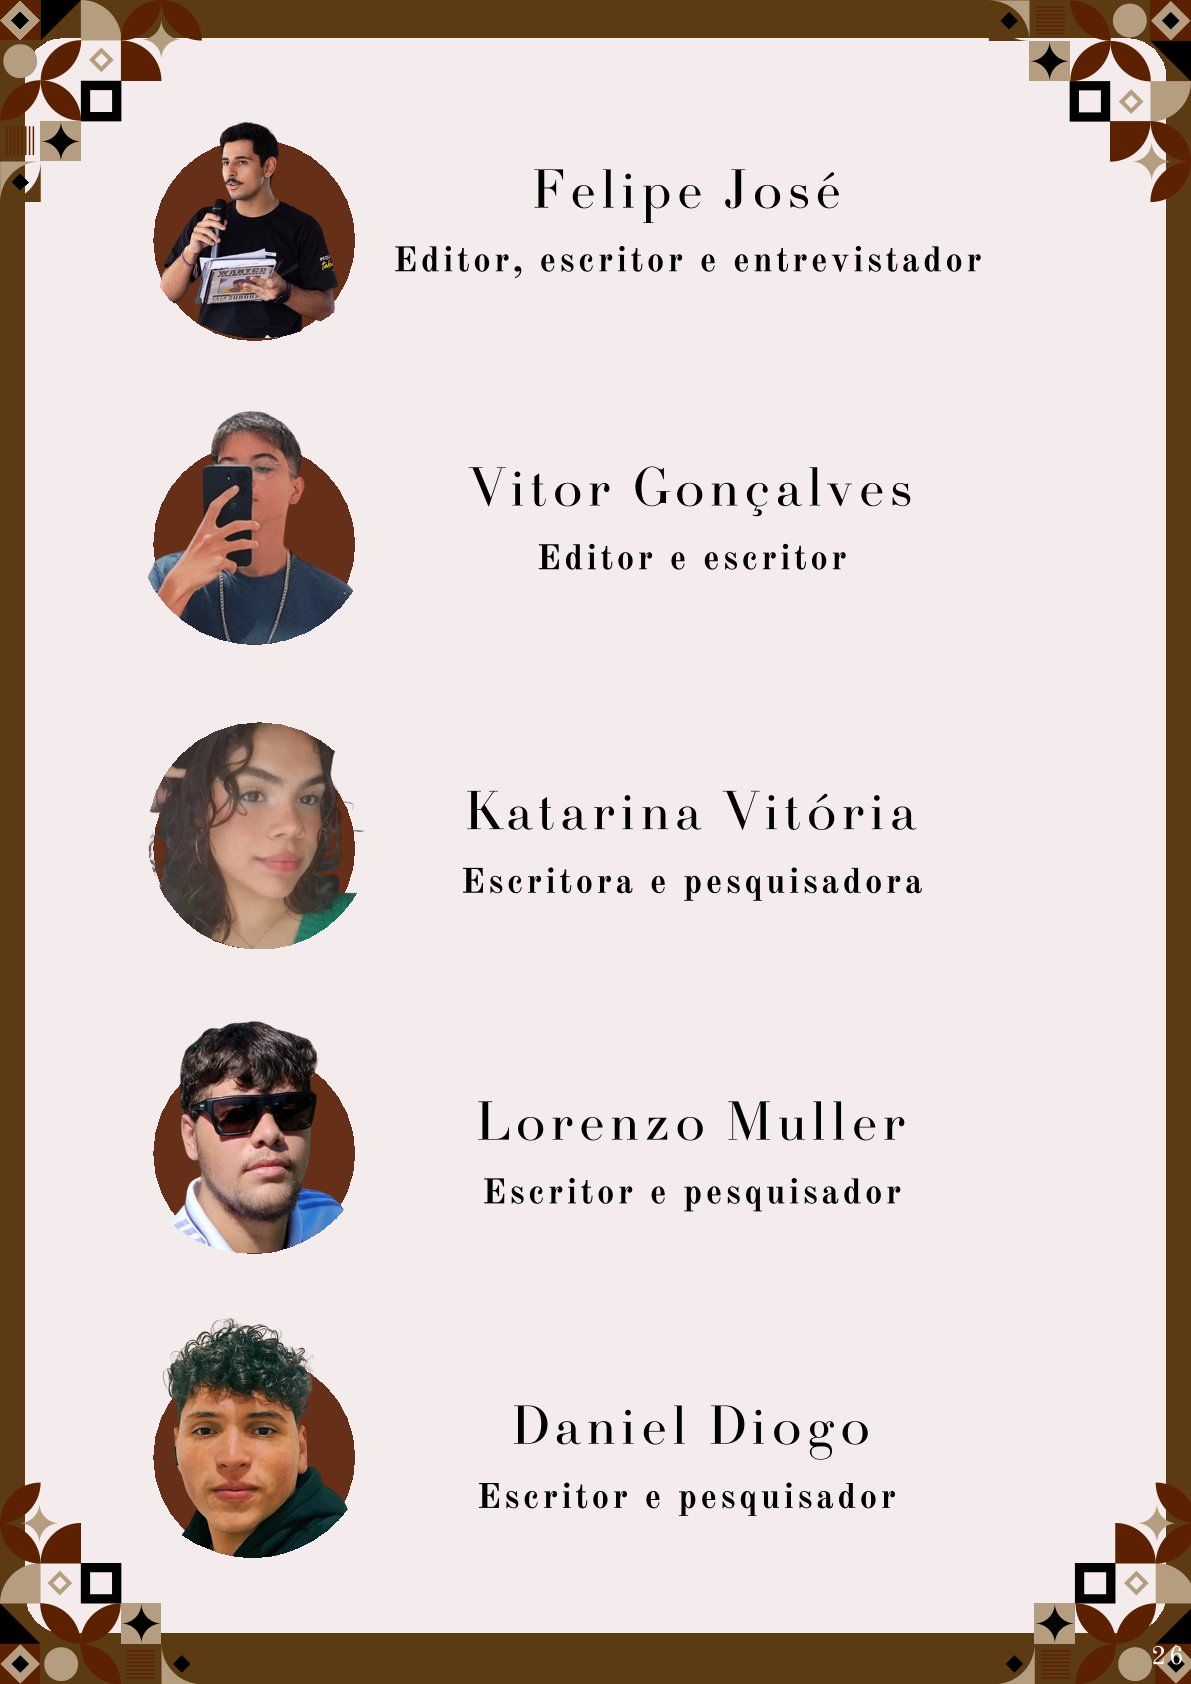 Felipe José
Editor, escritor e entrevistador
WANTED
Vitor Gonçalves
Editor e escritor
Katarina Vitória
Escritora e pesquisadora
Lorenzo Muller
Escritor e pesquisador
Daniel Diogo
Escritor e pesquisador
26